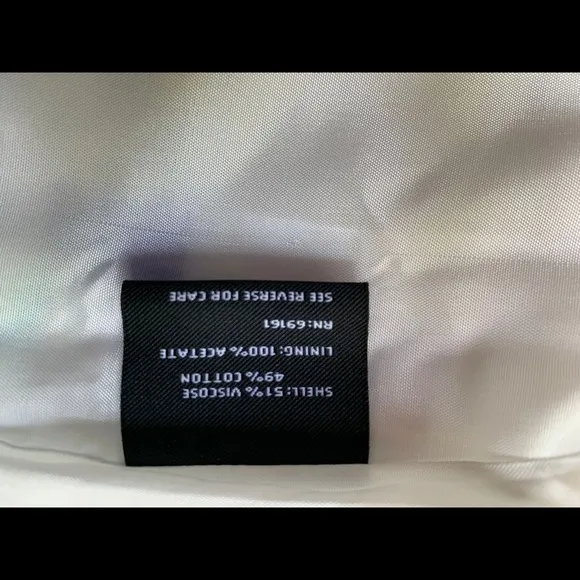 SHELL: 51% VISCOSE
49% COTTON
LINING: 100% ACETATE
RN: 69161
SEE REVERSE FOR CARE